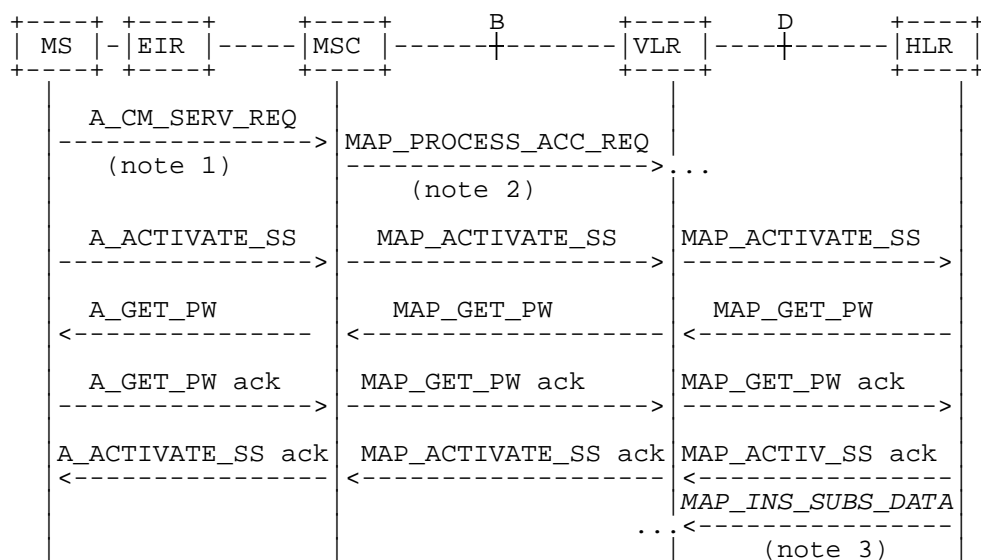 B D
MS EIR MSC VLR HLR
A_CM_SERV_REQ
MAP_PROCESS_ACC_REQ
(note 1) ...
(note 2)
A_ACTIVATE_SS MAP_ACTIVATE_SS MAP_ACTIVATE_SS
A_GET_PW MAP_GET_PW MAP_GET_PW
A_GET_PW ack MAP_GET_PW ack MAP_GET_PW ack
A_ACTIVATE_SS ack MAP_ACTIVATE_SS ack MAP_ACTIV_SS ack
MAP_INS_SUBS_DATA
...
(note 3)